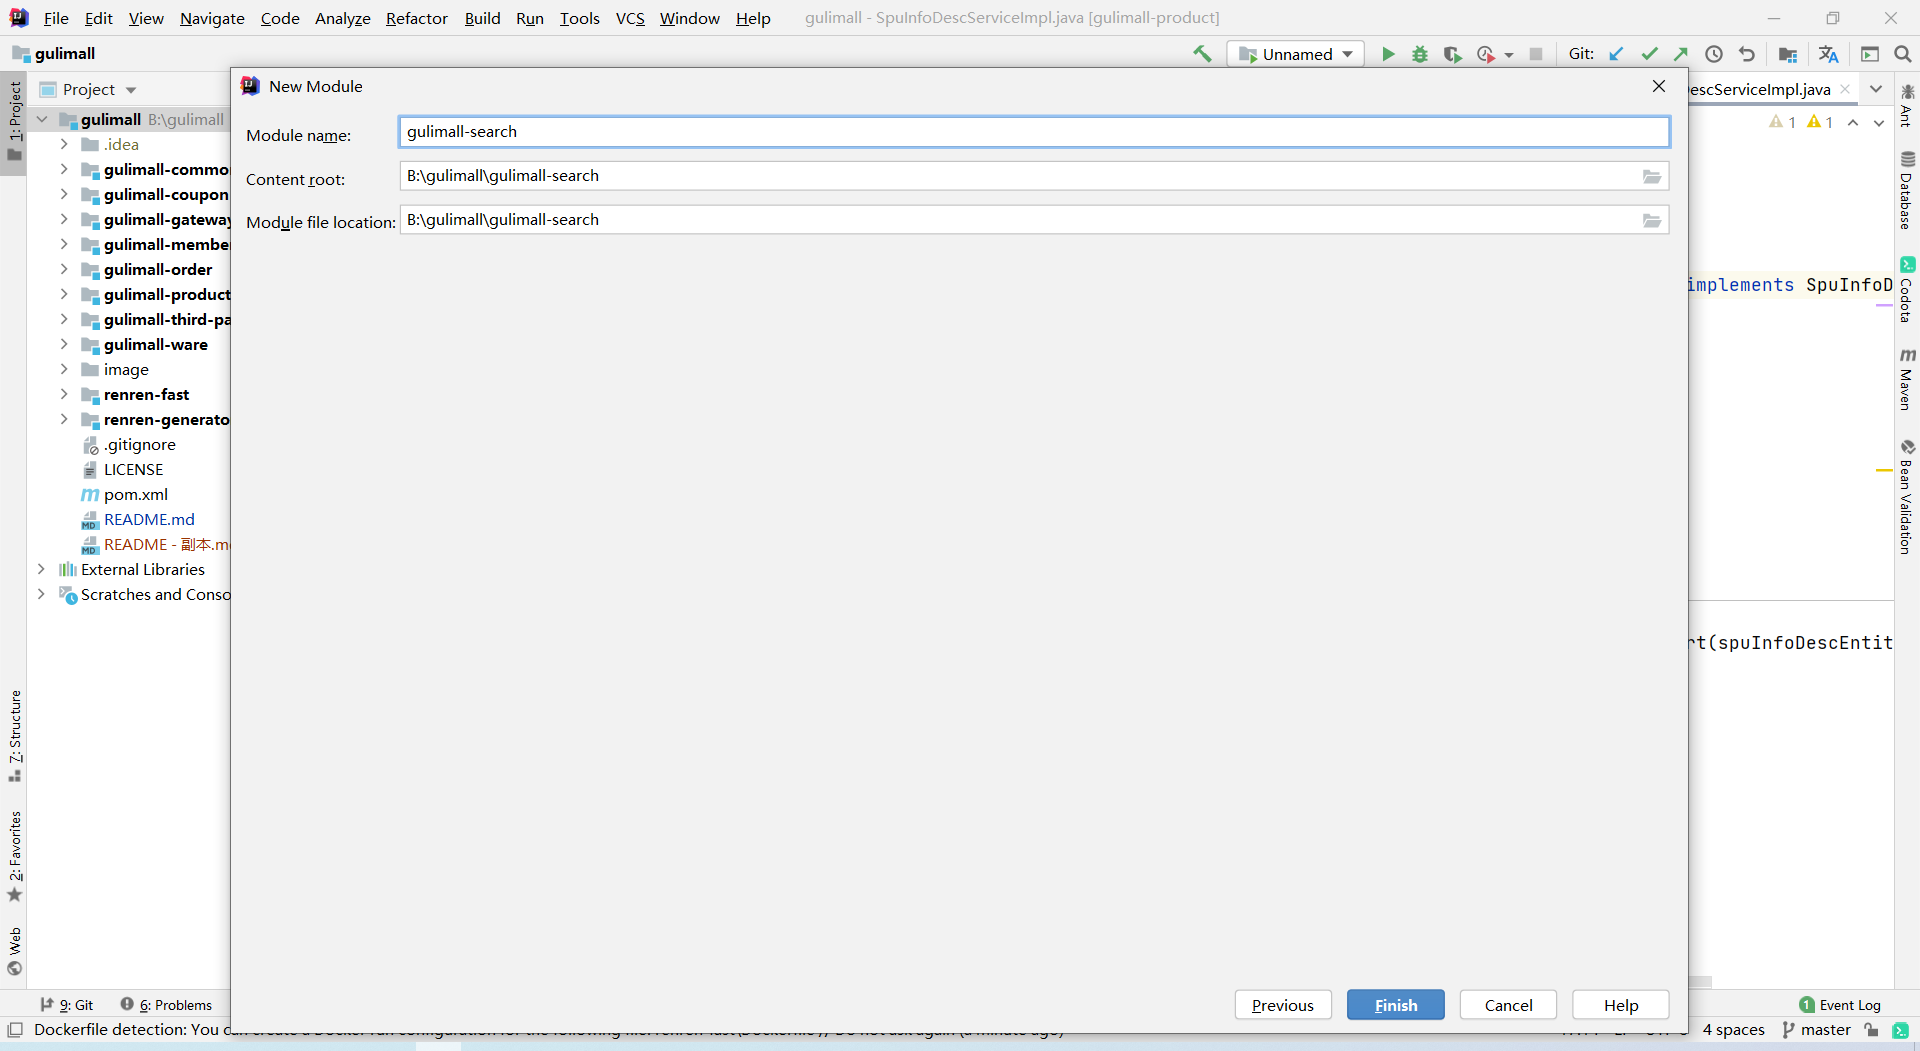 File Edit View Navigate Code Analyze Refactor Build Run Tools VCS Window Help gulimall - SpuInfoDescServiceImpl.java [gulimall-product]
gulimall Unnamed Git:
1: Project
Project
New Module
escServiceImpl.java
gulimall B:\gulimall
.idea
gulimall-commo
gulimall-coupon
gulimall-gateway
gulimall-membe
gulimall-order
gulimall-product
gulimall-third-pa
gulimall-ware
image
renren-fast
renren-generato
.gitignore
LICENSE
pom.xml
README.md
README - 副本.m
External Libraries
Scratches and Conso
Module name: gulimall-search
Content root: B:\gulimall\gulimall-search
Module file location: B:\gulimall\gulimall-search
1 1
implements SpuInfoD
rt(spuInfoDescEntit
Ant
Database
Codota
Maven
Bean Validation
7: Structure
2: Favorites
Web
Previous Finish Cancel Help
9: Git 6: Problems 1 Event Log
Dockerfile detection: You c
4 spaces master